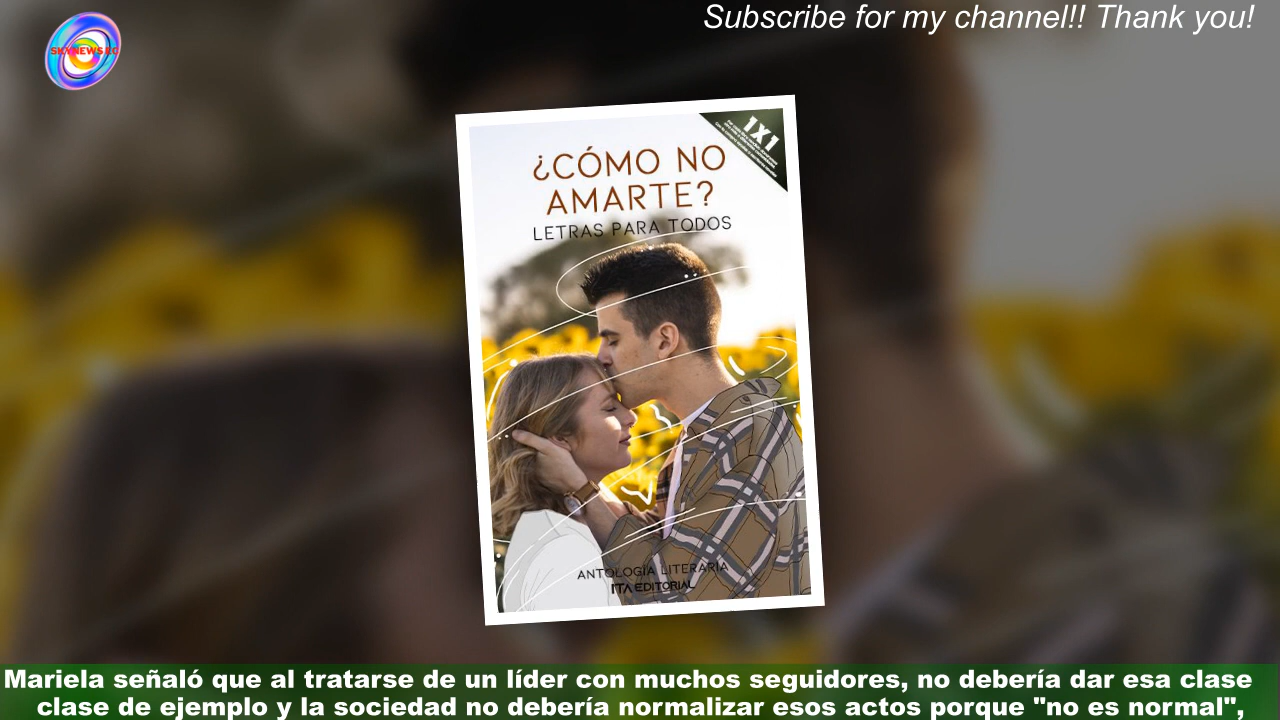 Subscribe for my channel!! Thank you!
SKYNEWS
1X1
¿CÓMO NO
AMARTE?
LETRAS PARA TODOS
ANTOLOGÍA LITERARIA
ITA EDITORIAL
Mariela señaló que al tratarse de un líder con muchos seguidores, no debería dar esa clase
clase de ejemplo y la sociedad no debería normalizar esos actos porque "no es normal",